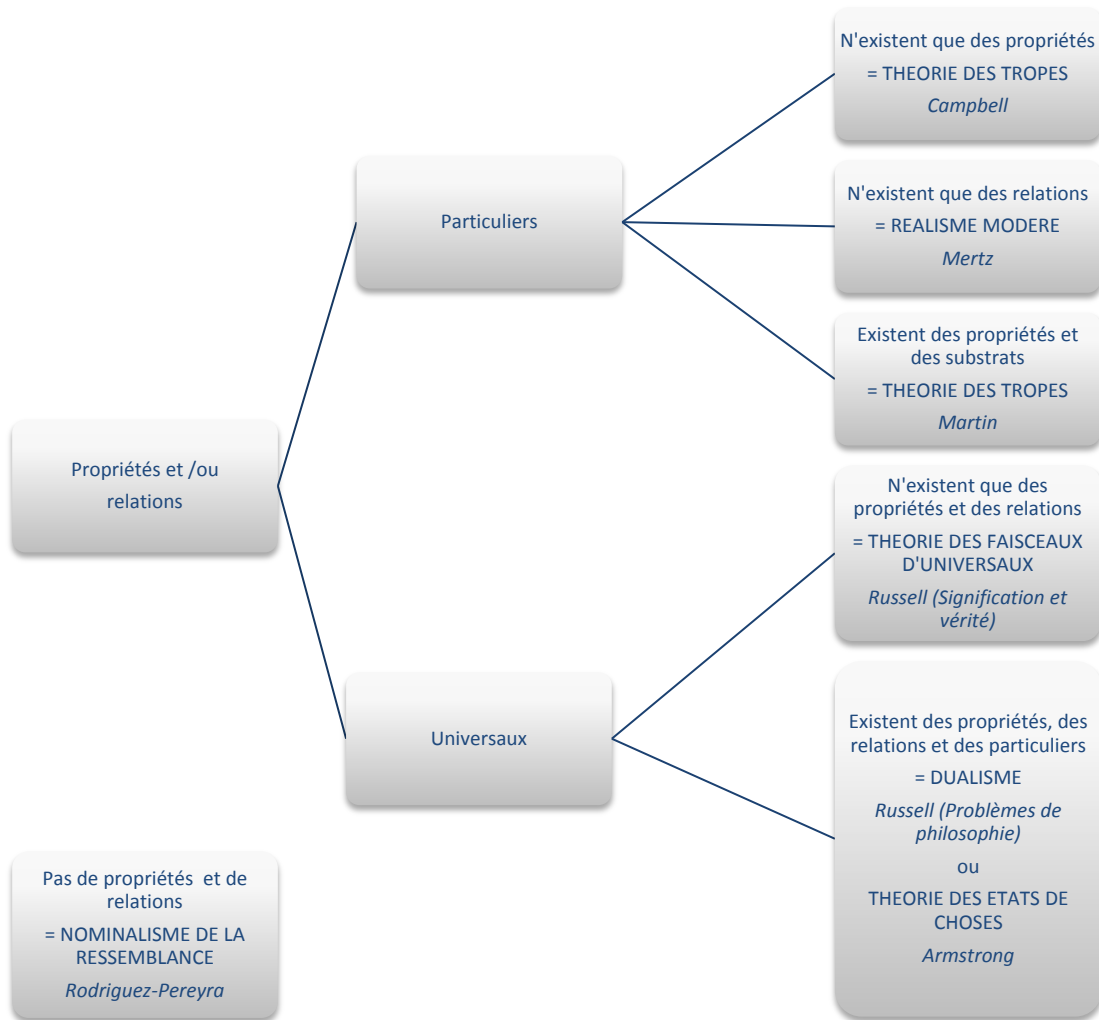 N'existent que des propriétés
= THEORIE DES TROPES
Campbell
Particuliers
N'existent que des relations
= REALISME MODERE
Mertz
Existent des propriétés et
des substrats
= THEORIE DES TROPES
Martin
Propriétés et /ou
relations
N'existent que des
propriétés et des relations
= THEORIE DES FAISCEAUX
D'UNIVERSAUX
Russell (Signification et
vérité)
Universaux
Existent des propriétés, des
relations et des particuliers
= DUALISME
Russell (Problèmes de
philosophie)
ou
THEORIE DES ETATS DE
CHOSES
Armstrong
Pas de propriétés et de
relations
= NOMINALISME DE LA
RESSEMBLANCE
Rodriguez-Pereyra